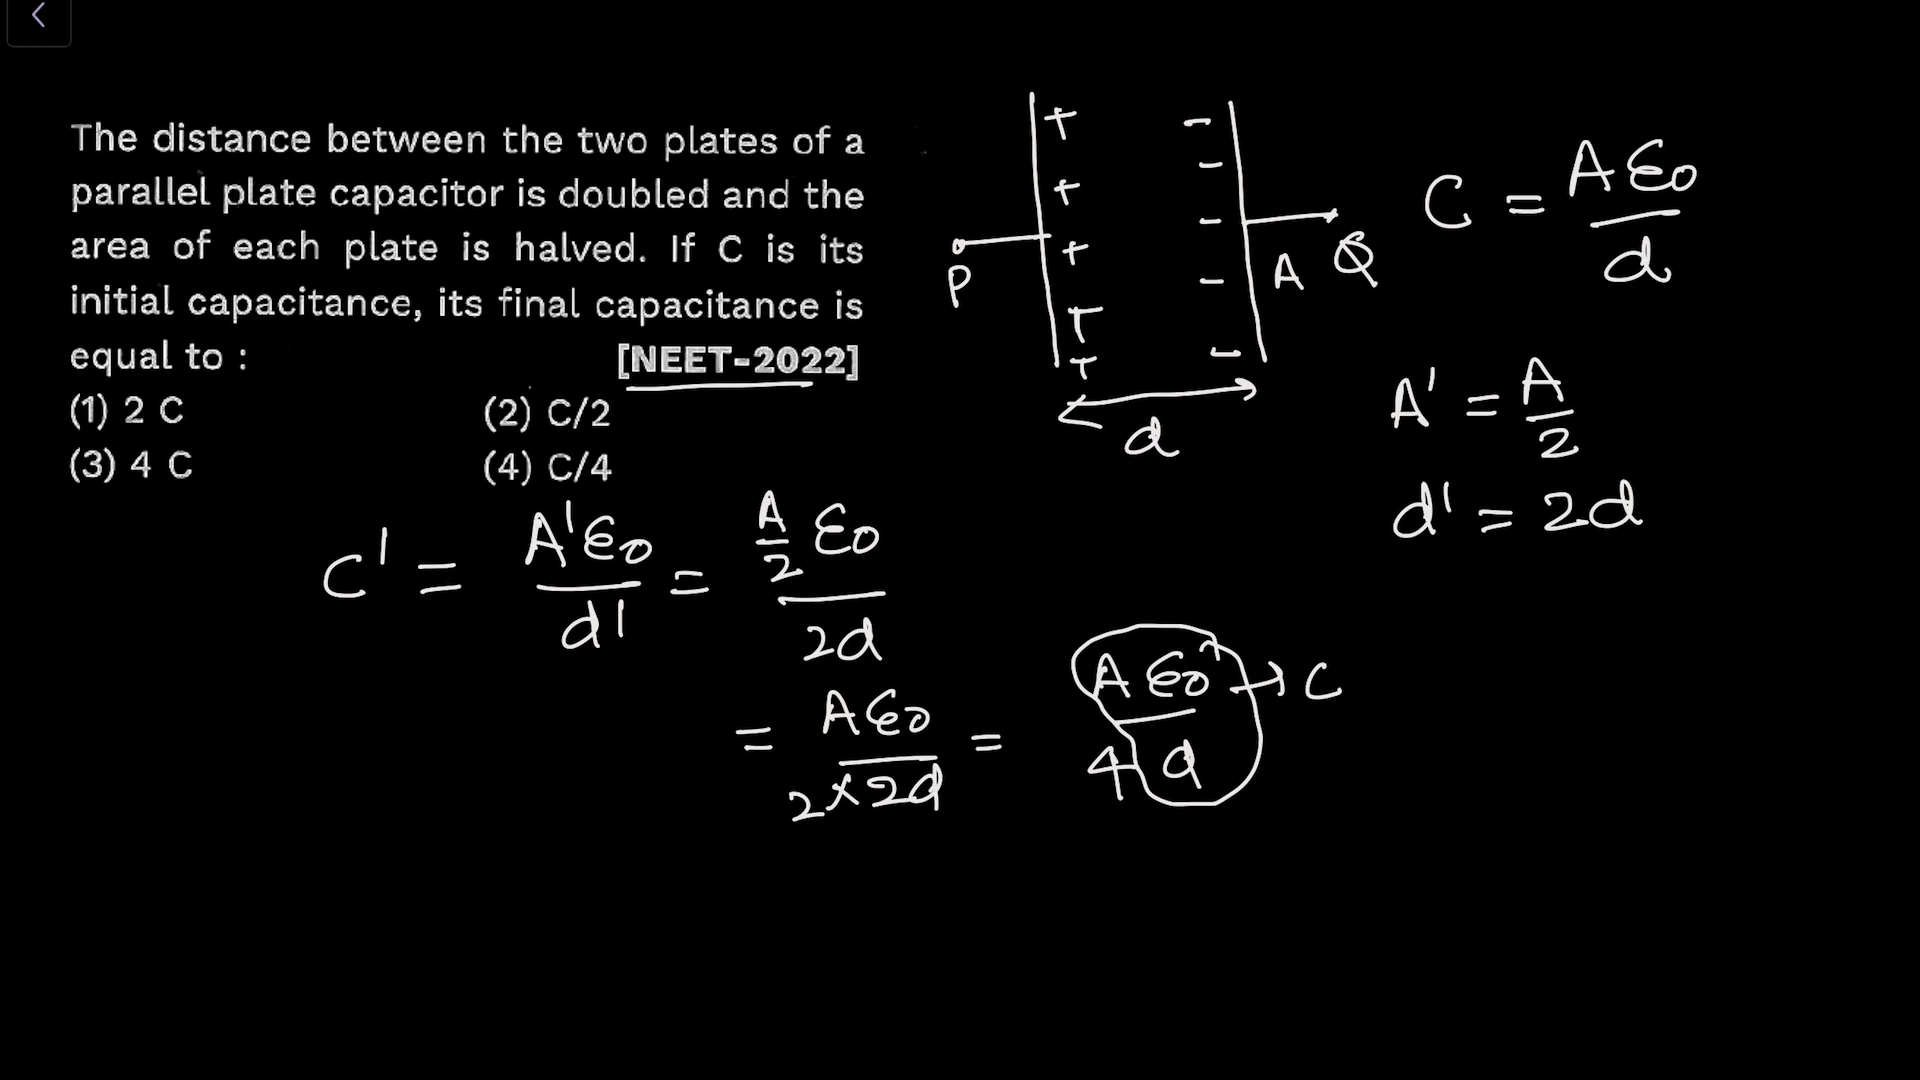 The distance between the two plates of a
parallel plate capacitor is doubled and the
area of each plate is halved. If C is its
initial capacitance, its final capacitance is
equal to : [NEET-2022]
(1) 2 C (2) C/2
(3) 4 C (4) C/4
P
A Q
d
C = Aε₀/d
A' = A/2
d' = 2d
C' = A'ε₀/d' = (A/2 ε₀)/2d
= Aε₀/2×2d = Aε₀/4d → C